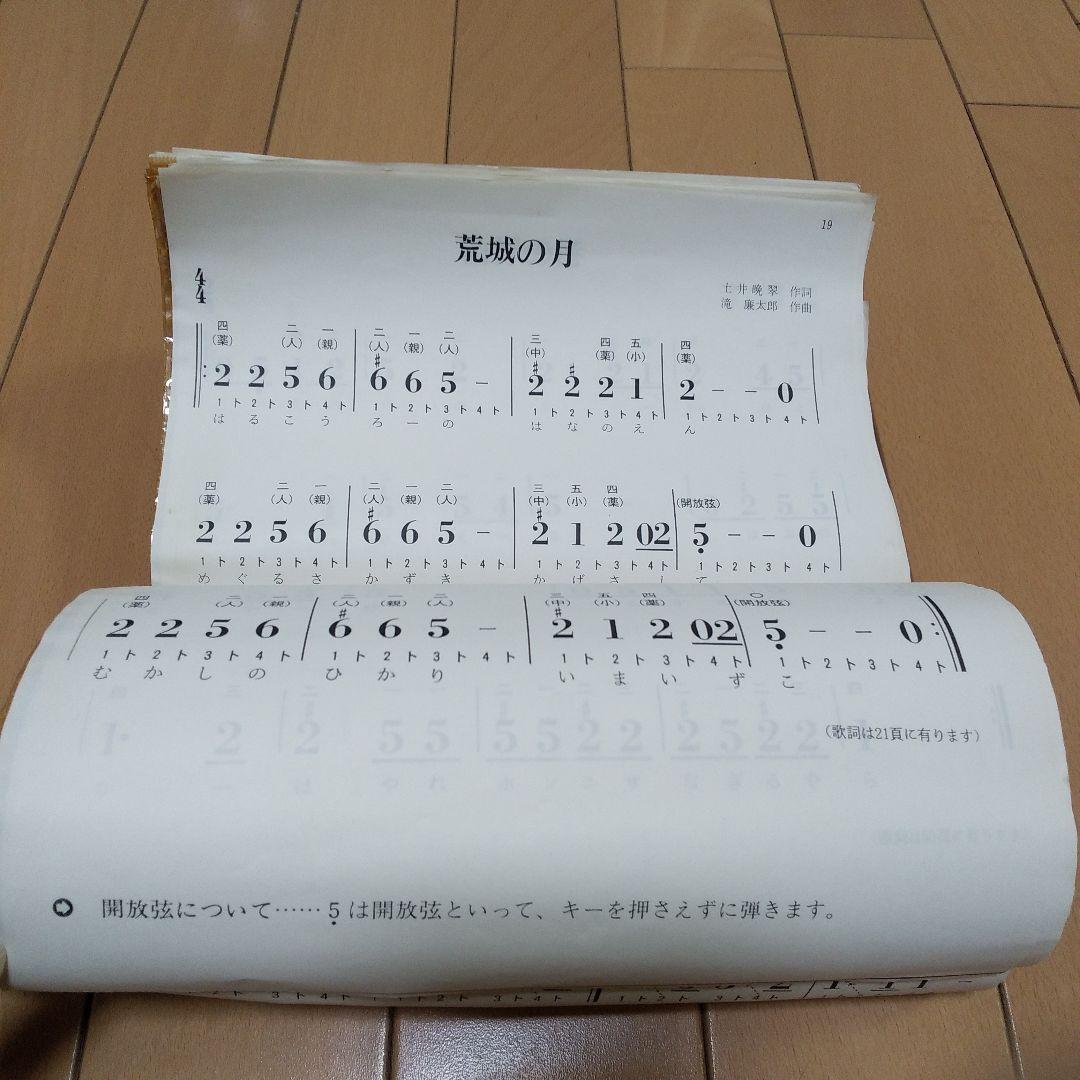 19
荒城の月
4
4
土井晩翠 作詞
滝 廉太郎 作曲
四 二 一 二 一 二 三 四 五 四
(薬) (人) (親) (人) (親) (人) (中) (薬) (小) (薬)
2 2 5 6 | #6 6 5 - | #2 #2 2 1 | 2 - - 0
1 ト 2 ト 3 ト 4 ト 1 ト 2 ト 3 ト 4 ト 1 ト 2 ト 3 ト 4 ト 1 ト 2 ト 3 ト 4 ト
はるこう ろーの はなのえ ん
四 二 一 二 一 二 三 五 四
(薬) (人) (親) (人) (親) (人) (中) (小) (薬) (開放弦)
2 2 5 6 | #6 6 5 - | #2 1 2 02 | 5̣ - - 0
1 ト 2 ト 3 ト 4 ト 1 ト 2 ト 3 ト 4 ト 1 ト 2 ト 3 ト 4 ト 1 ト 2 ト 3 ト 4 ト
めぐるさ かずき かげさし て
四 二 一 二 一 二 三 五 四 ○
(薬) (人) (親) (人) (親) (人) (中) (小) (薬) (開放弦)
2 2 5 6 | #6 6 5 - | #2 1 2 02 | 5̣ - - 0 :
1 ト 2 ト 3 ト 4 ト 1 ト 2 ト 3 ト 4 ト 1 ト 2 ト 3 ト 4 ト 1 ト 2 ト 3 ト 4 ト
むかしの ひかり いまいず こ
(歌詞は21頁に有ります)
開放弦について……5̣は開放弦といって、キーを押さえずに弾きます。